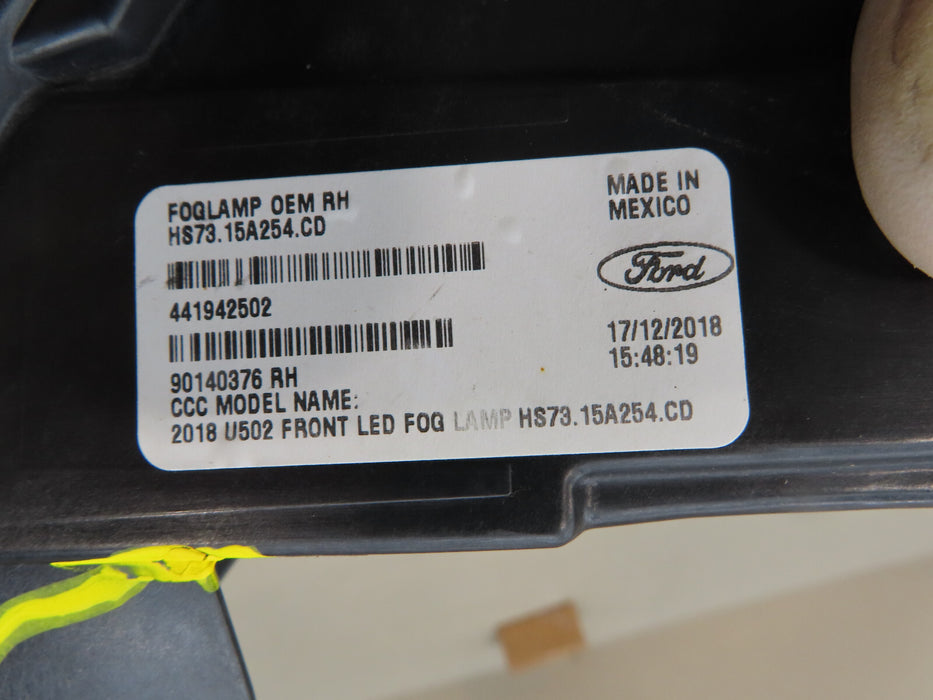 FOGLAMP OEM RH
HS73.15A254.CD
MADE IN
MEXICO
Ford
441942502
17/12/2018
15:48:19
90140376 RH
CCC MODEL NAME:
2018 U502 FRONT LED FOG LAMP HS73.15A254.CD